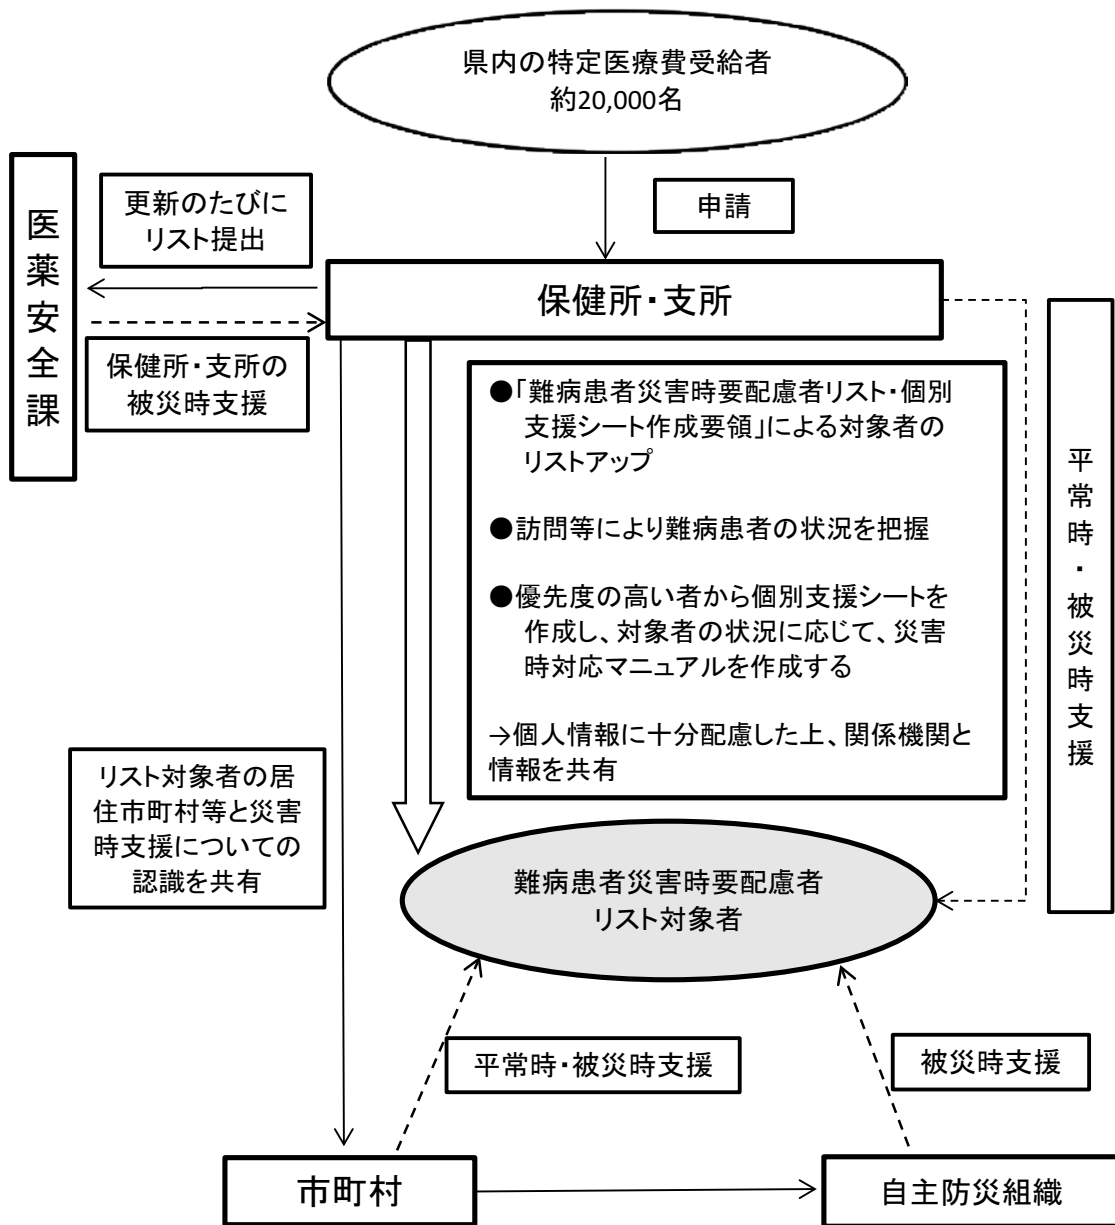 県内の特定医療費受給者
約20,000名
申請
医薬安全課
更新のたびに
リスト提出
保健所・支所の
被災時支援
保健所・支所
●「難病患者災害時要配慮者リスト・個別
支援シート作成要領」による対象者の
リストアップ
●訪問等により難病患者の状況を把握
●優先度の高い者から個別支援シートを
作成し、対象者の状況に応じて、災害
時対応マニュアルを作成する
→個人情報に十分配慮した上、関係機関と
情報を共有
平常時・被災時支援
リスト対象者の居
住市町村等と災害
時支援についての
認識を共有
難病患者災害時要配慮者
リスト対象者
平常時・被災時支援
被災時支援
市町村
自主防災組織